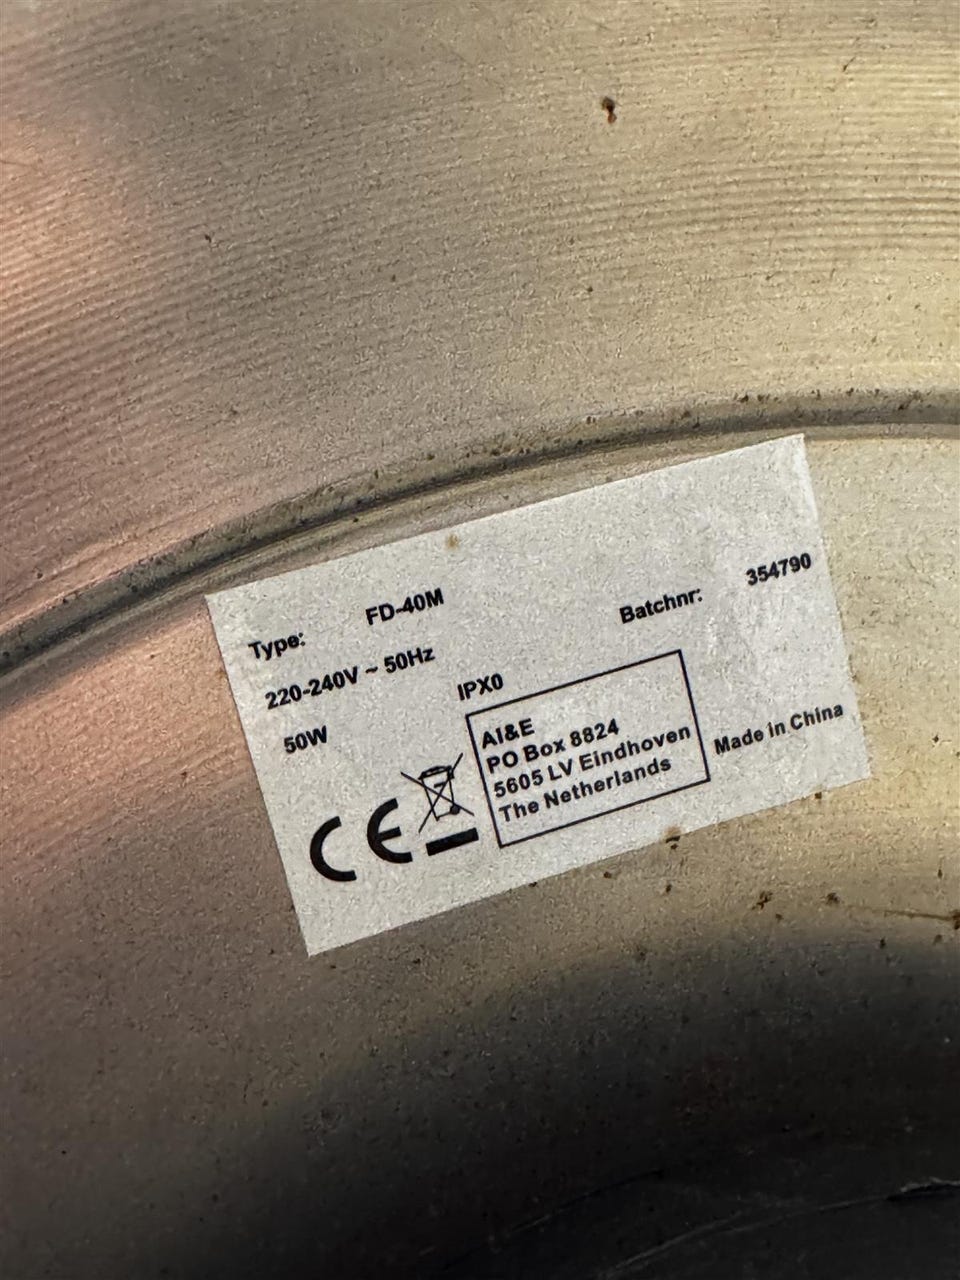 Type: FD-40M
Batchnr: 354790
220-240V ~ 50Hz
50W
IPX0
AI&E
PO Box 8824
5605 LV Eindhoven
The Netherlands
Made in China
CE